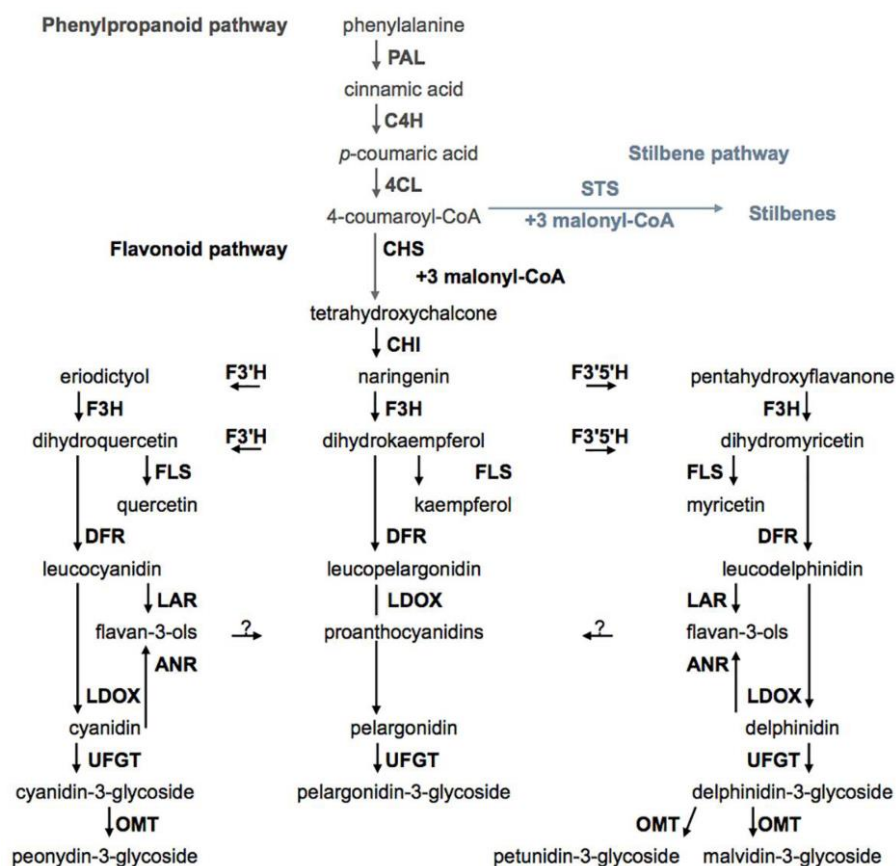 Phenylpropanoid pathway phenylalanine
PAL
cinnamic acid
C4H
p-coumaric acid Stilbene pathway
4CL STS
4-coumaroyl-CoA +3 malonyl-CoA Stilbenes
Flavonoid pathway CHS
+3 malonyl-CoA
tetrahydroxychalcone
CHI
eriodictyol F3'H naringenin F3'5'H pentahydroxyflavanone
F3H F3H F3H
dihydroquercetin F3'H dihydrokaempferol F3'5'H dihydromyricetin
FLS FLS FLS
quercetin kaempferol myricetin
DFR DFR DFR
leucocyanidin leucopelargonidin leucodelphinidin
LAR LDOX LAR
flavan-3-ols ? proanthocyanidins ? flavan-3-ols
ANR ANR
LDOX LDOX
cyanidin pelargonidin delphinidin
UFGT UFGT UFGT
cyanidin-3-glycoside pelargonidin-3-glycoside delphinidin-3-glycoside
OMT OMT OMT
peonydin-3-glycoside petunidin-3-glycoside malvidin-3-glycoside